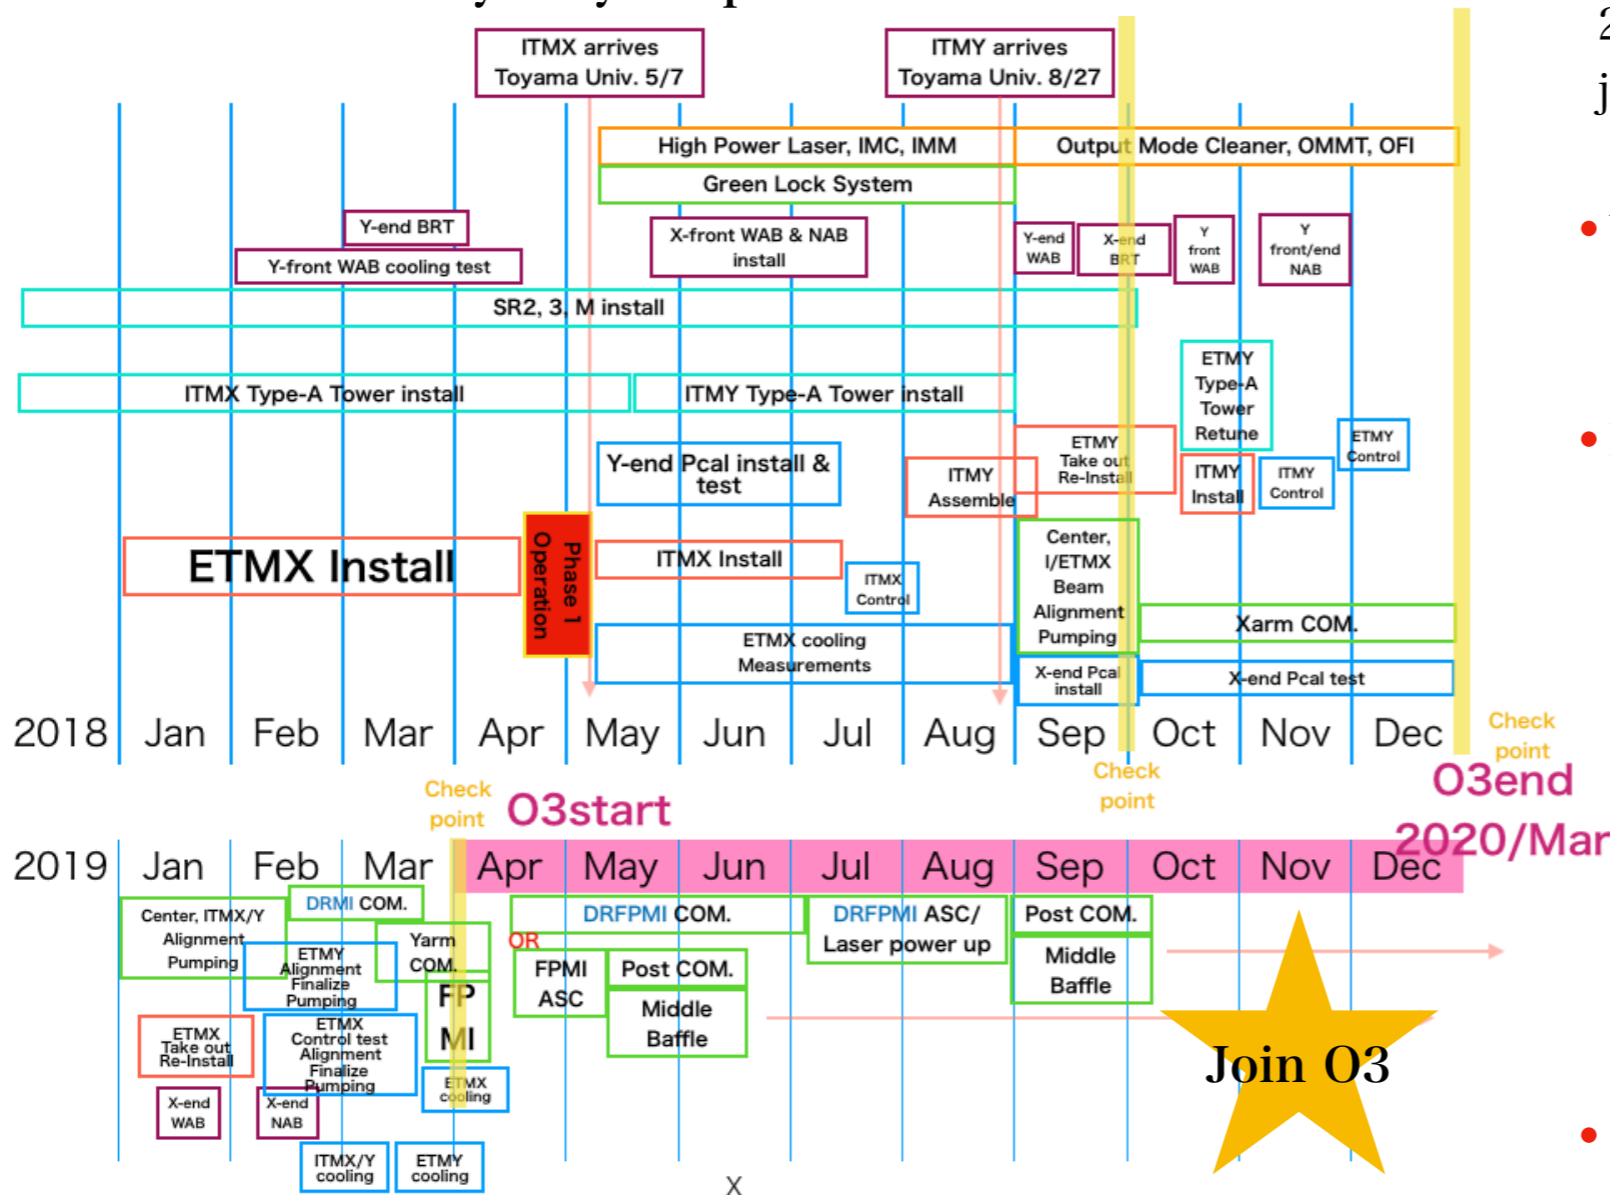 ITMX arrives
Toyama Univ. 5/7
ITMY arrives
Toyama Univ. 8/27
High Power Laser, IMC, IMM
Output Mode Cleaner, OMMT, OFI
Green Lock System
Y-end BRT
Y-front WAB cooling test
X-front WAB & NAB
install
Y-end
WAB
X-end
BRT
Y
front
WAB
Y
front/end
NAB
SR2, 3, M install
ITMX Type-A Tower install
ITMY Type-A Tower install
ETMY
Type-A
Tower
Retune
Y-end Pcal install &
test
ITMY
Assemble
ETMY
Take out
Re-Install
ITMY
Install
ITMY
Control
ETMY
Control
ETMX Install
Phase 1
Operation
ITMX Install
ITMX
Control
ETMX cooling
Measurements
Center,
I/ETMX
Beam
Alignment
Pumping
Xarm COM.
X-end Pcal
install
X-end Pcal test
2018 Jan Feb Mar Apr May Jun Jul Aug Sep Oct Nov Dec
Check
point
Check
point
Check
point
O3start
O3end
2020/Mar
2019 Jan Feb Mar Apr May Jun Jul Aug Sep Oct Nov Dec
Center, ITMX/Y
Alignment
Pumping
DRMI COM.
Yarm
COM.
ETMY
Alignment
Finalize
Pumping
FP
MI
ETMX
Take out
Re-Install
ETMX
Control test
Alignment
Finalize
Pumping
ETMX
cooling
X-end
WAB
X-end
NAB
ITMX/Y
cooling
ETMY
cooling
DRFPMI COM.
OR
FPMI
ASC
Post COM.
Middle
Baffle
DRFPMI ASC/
Laser power up
Post COM.
Middle
Baffle
Join O3
X